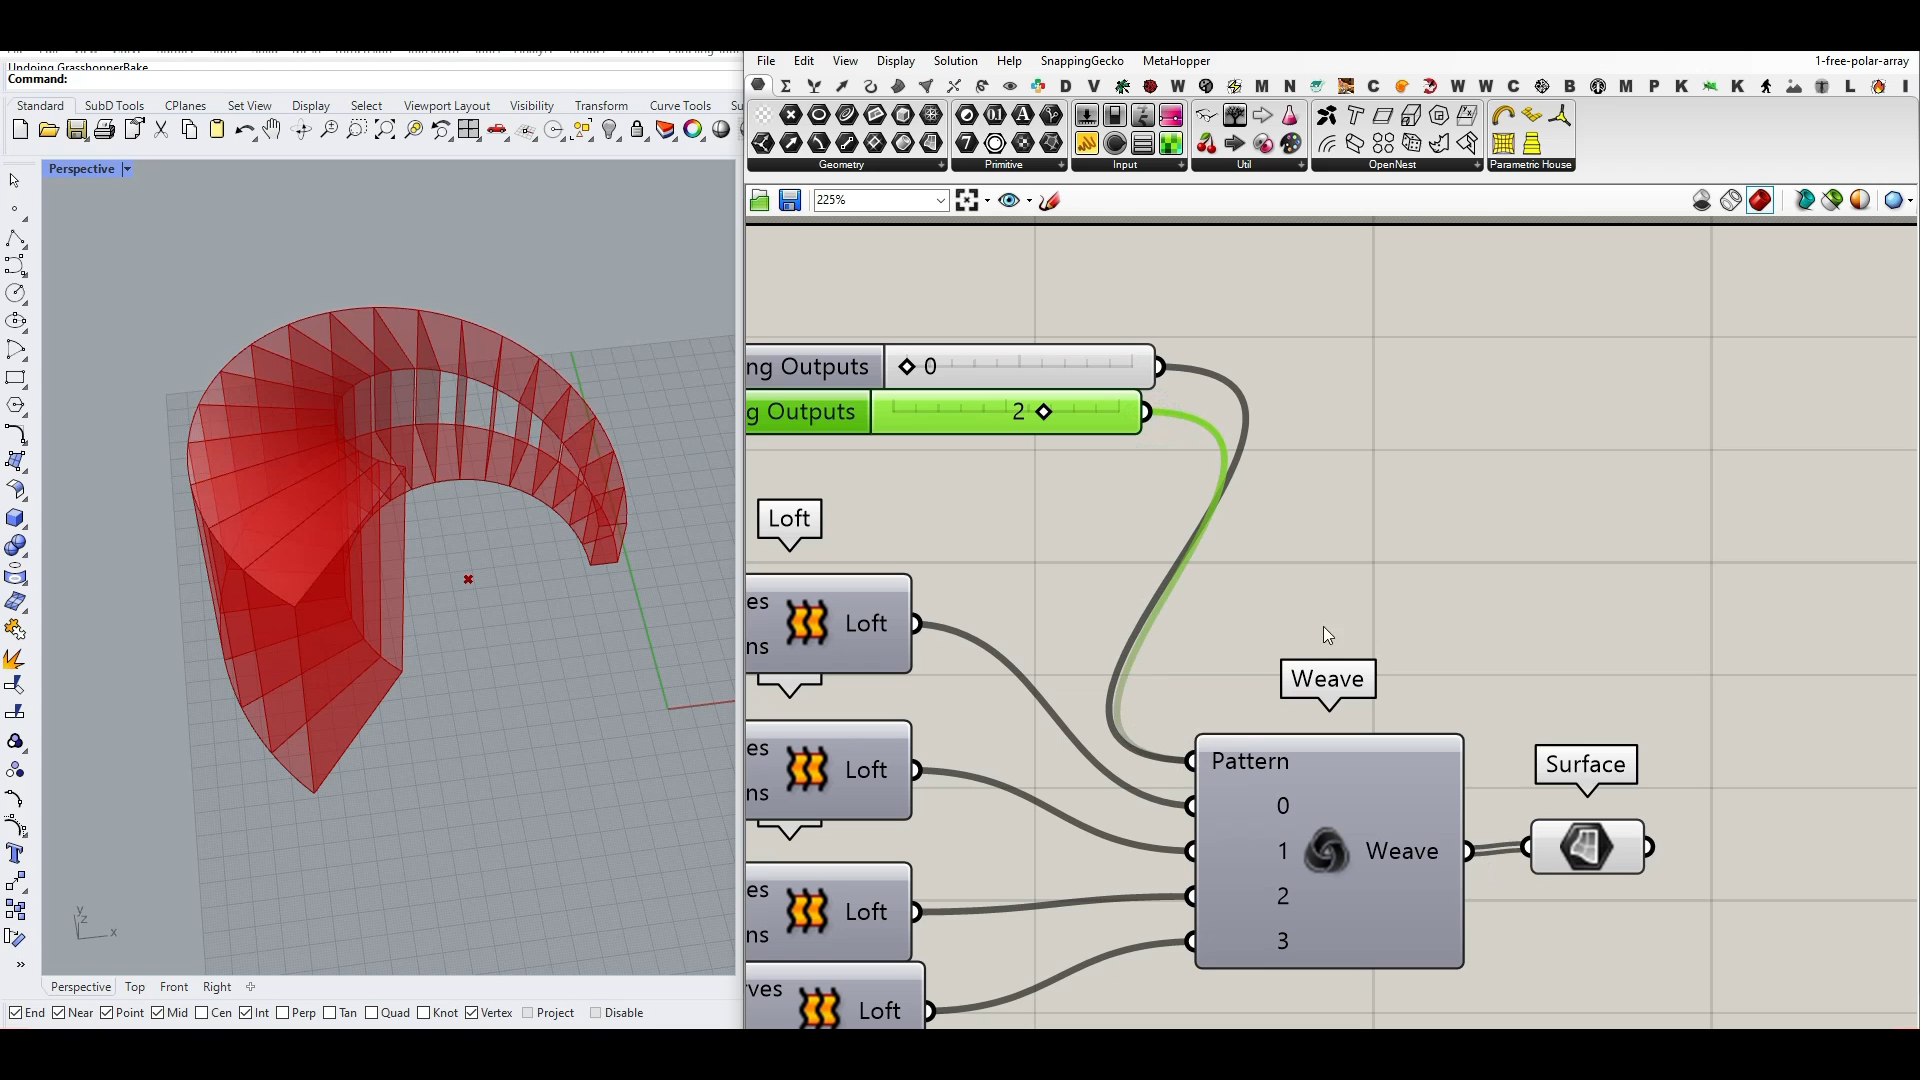 Undoing GrasshopperBake
Command:
File Edit View Display Solution Help SnappingGecko MetaHopper
1-free-polar-array
Standard SubD Tools CPlanes Set View Display Select Viewport Layout Visibility Transform Curve Tools Su
D V W M N C C W W C B M P K K W L I
Geometry Primitive Input Util OpenNest Parametric House
Perspective
225%
ng Outputs 0
g Outputs 2
Loft
es
Loft
ns
Weave
es
Loft
ns
Pattern
0
1 Weave
2
3
Surface
es
Loft
ns
ves
Loft
y
z
x
Perspective Top Front Right
End Near Point Mid Cen Int Perp Tan Quad Knot Vertex Project Disable